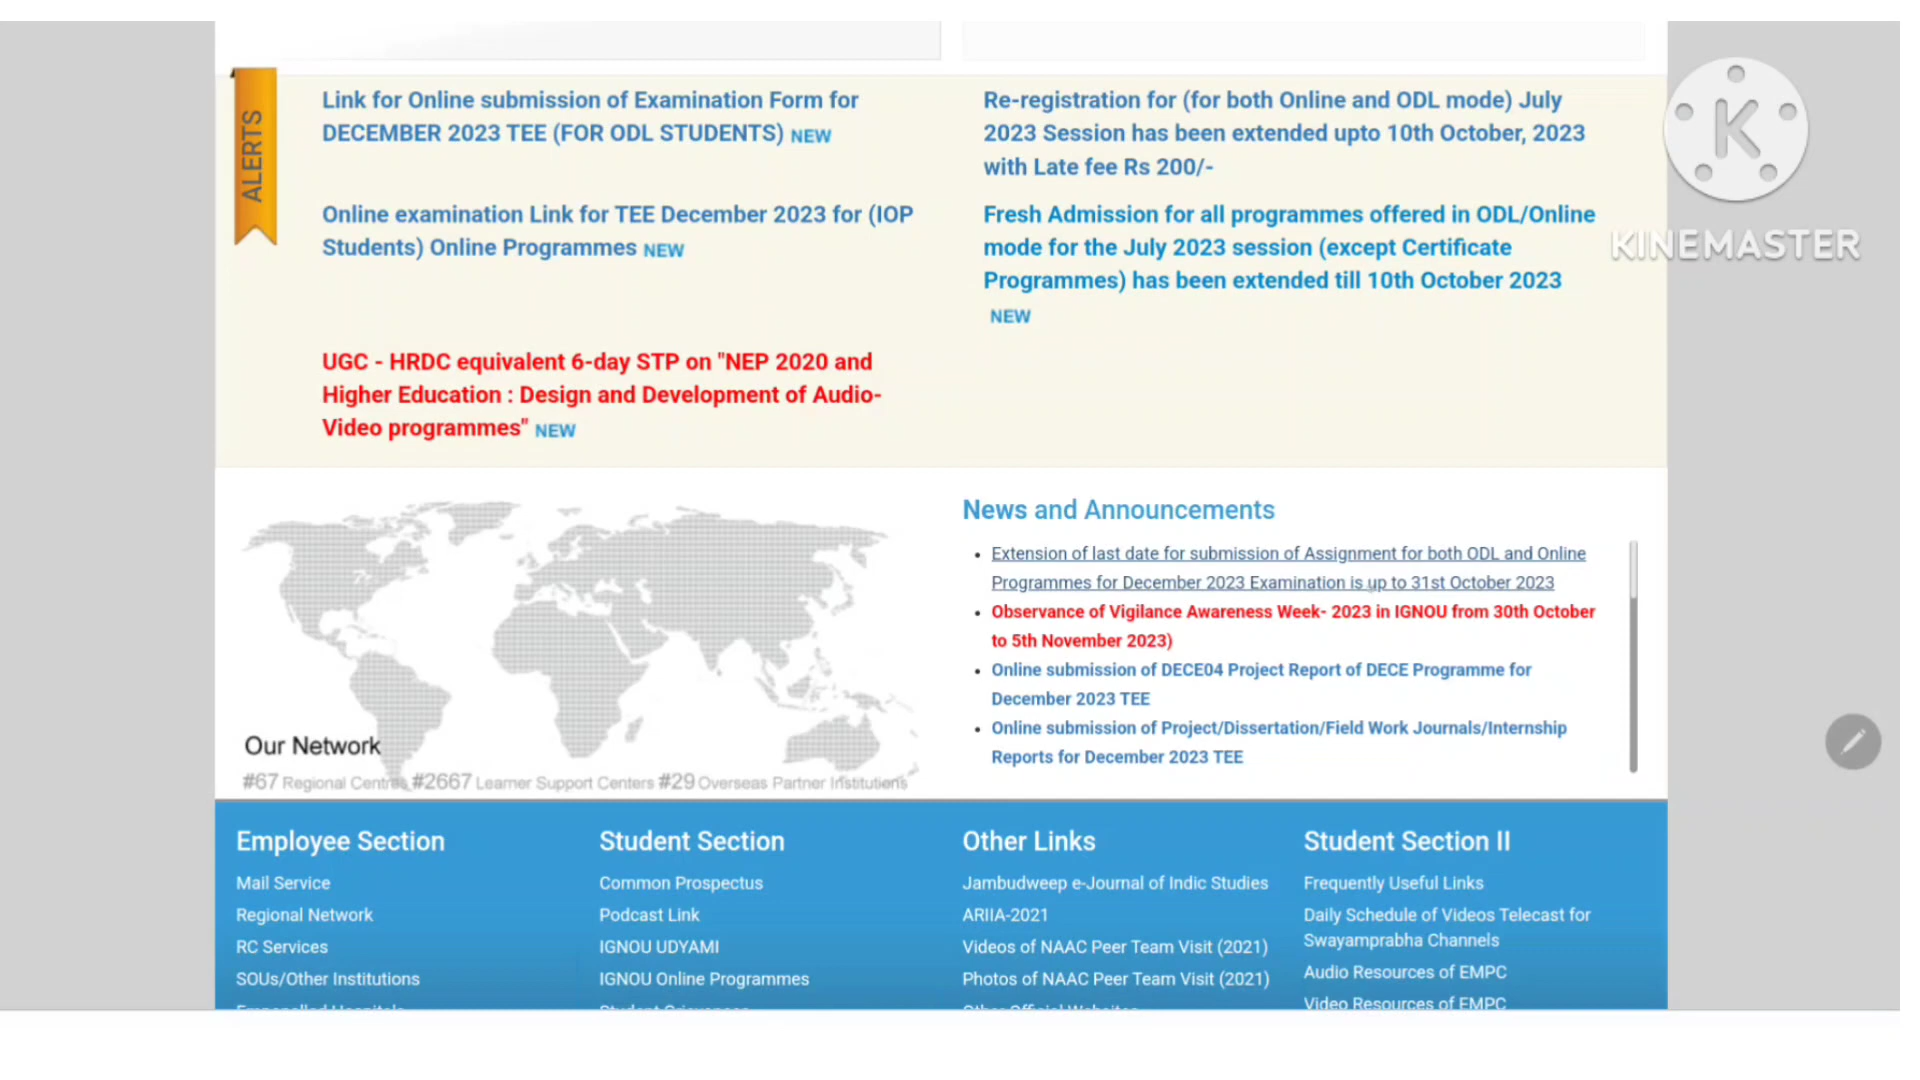 ALERTS
Link for Online submission of Examination Form for
DECEMBER 2023 TEE (FOR ODL STUDENTS) NEW
Online examination Link for TEE December 2023 for (IOP
Students) Online Programmes NEW
UGC - HRDC equivalent 6-day STP on "NEP 2020 and
Higher Education : Design and Development of Audio-
Video programmes" NEW
Re-registration for (for both Online and ODL mode) July
2023 Session has been extended upto 10th October, 2023
with Late fee Rs 200/-
Fresh Admission for all programmes offered in ODL/Online
mode for the July 2023 session (except Certificate
Programmes) has been extended till 10th October 2023
NEW
K
KINEMASTER
Our Network
#67 Regional Centres #2667 Learner Support Centers #29 Overseas Partner Institutions
News and Announcements
Extension of last date for submission of Assignment for both ODL and Online
Programmes for December 2023 Examination is up to 31st October 2023
Observance of Vigilance Awareness Week- 2023 in IGNOU from 30th October
to 5th November 2023)
Online submission of DECE04 Project Report of DECE Programme for
December 2023 TEE
Online submission of Project/Dissertation/Field Work Journals/Internship
Reports for December 2023 TEE
Employee Section
Mail Service
Regional Network
RC Services
SOUs/Other Institutions
Student Section
Common Prospectus
Podcast Link
IGNOU UDYAMI
IGNOU Online Programmes
Other Links
Jambudweep e-Journal of Indic Studies
ARIIA-2021
Videos of NAAC Peer Team Visit (2021)
Photos of NAAC Peer Team Visit (2021)
Student Section II
Frequently Useful Links
Daily Schedule of Videos Telecast for
Swayamprabha Channels
Audio Resources of EMPC
Video Resources of EMPC